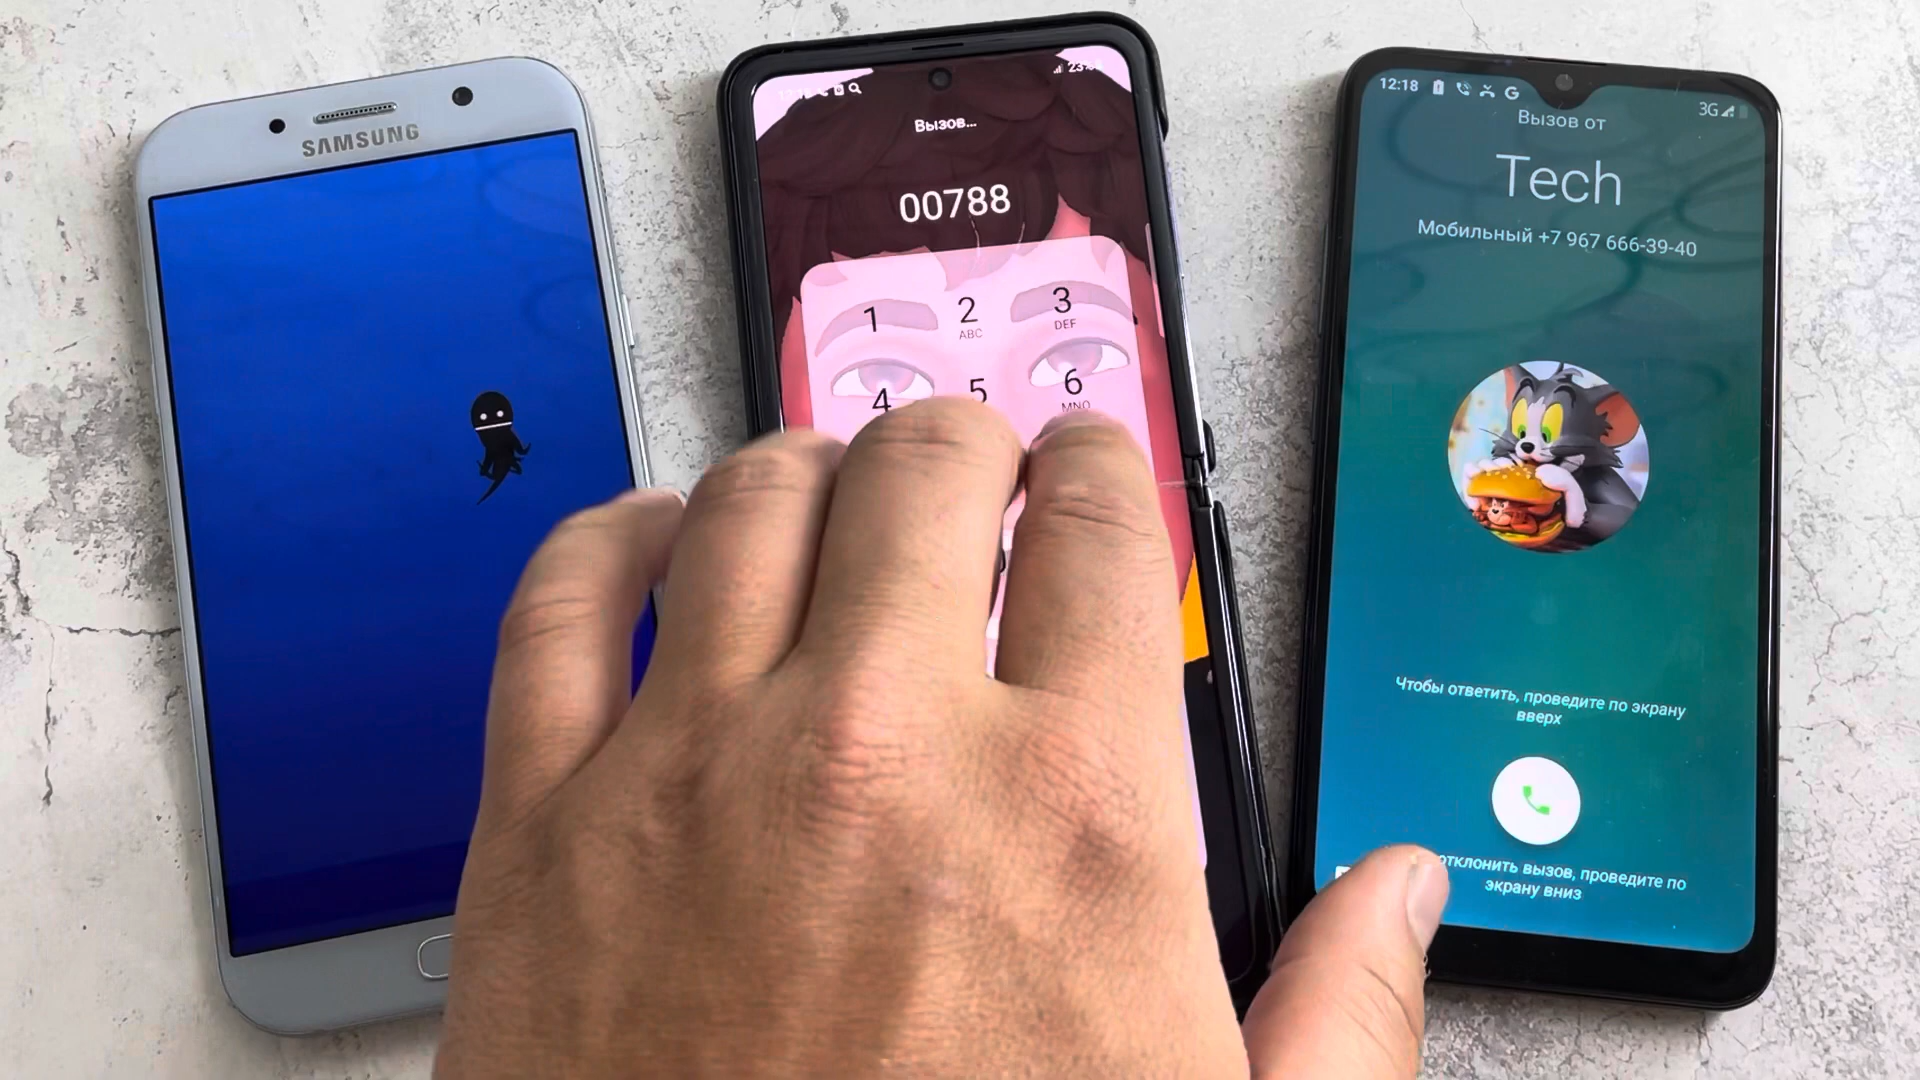 SAMSUNG
23%
Вызов...
00788
1
2
ABC
3
DEF
4
5
6
MNO
12:18
3G
Вызов от
Tech
Мобильный +7 967 666-39-40
Чтобы ответить, проведите по экрану
вверх
отклонить вызов, проведите по
экрану вниз